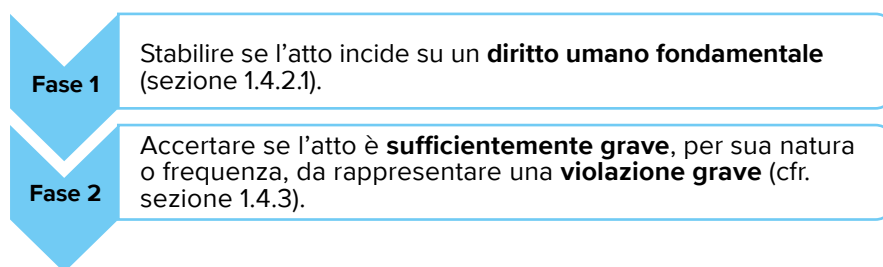 Fase 1
Stabilire se l’atto incide su un diritto umano fondamentale
(sezione 1.4.2.1).
Fase 2
Accertare se l’atto è sufficientemente grave, per sua natura
o frequenza, da rappresentare una violazione grave (cfr.
sezione 1.4.3).